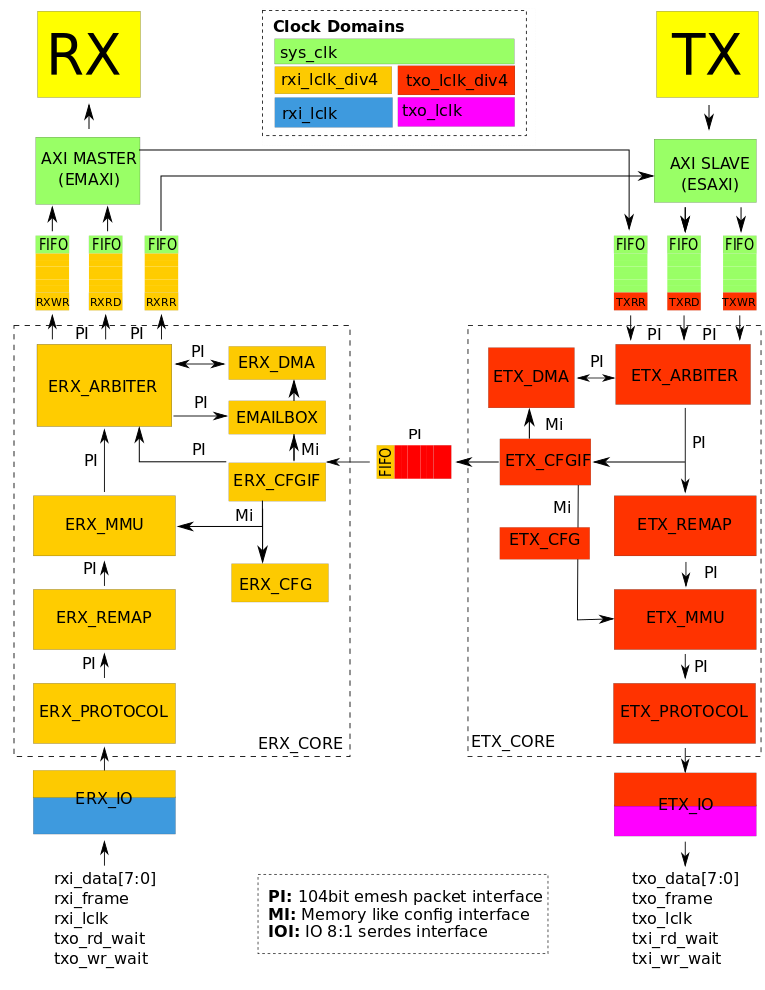 RX
Clock Domains
sys_clk
rxi_lclk_div4
txo_lclk_div4
rxi_lclk
txo_lclk
TX
AXI MASTER
(EMAXI)
AXI SLAVE
(ESAXI)
FIFO
FIFO
FIFO
FIFO
FIFO
FIFO
RXWR
RXRD
RXRR
TXRR
TXRD
TXWR
PI
PI
PI
PI
ERX_ARBITER
PI
ERX_DMA
PI
EMAILBOX
PI
Mi
PI
ERX_CFGIF
ERX_MMU
Mi
ERX_CFG
PI
ERX_REMAP
PI
ERX_PROTOCOL
ERX_CORE
ERX_IO
rxi_data[7:0]
rxi_frame
rxi_lclk
txo_rd_wait
txo_wr_wait
PI
FIFO
ETX_DMA
PI
ETX_ARBITER
Mi
PI
ETX_CFGIF
Mi
ETX_CFG
ETX_REMAP
PI
ETX_MMU
PI
ETX_PROTOCOL
ETX_CORE
ETX_IO
txo_data[7:0]
txo_frame
txo_lclk
txi_rd_wait
txi_wr_wait
PI: 104bit emesh packet interface
MI: Memory like config interface
IOI: IO 8:1 serdes interface